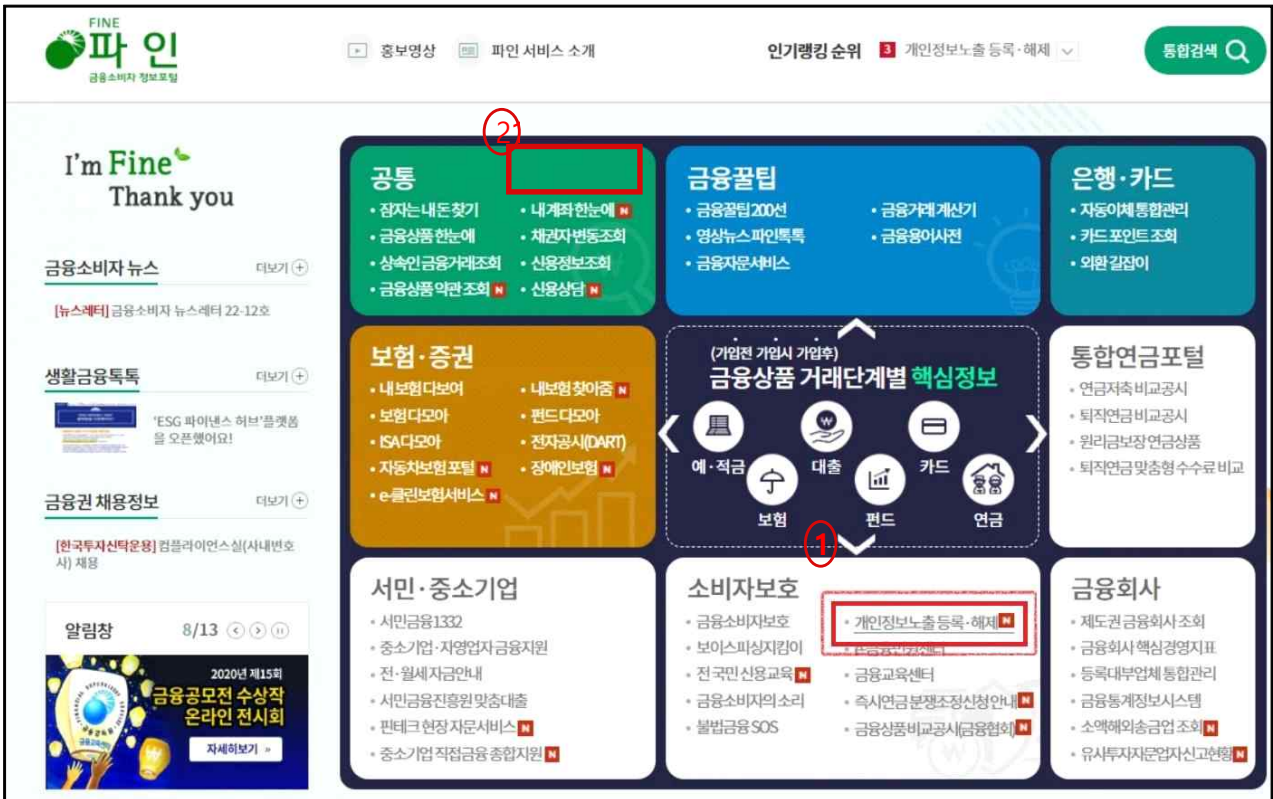 FINE
파인
금융소비자 정보포털
홍보영상
파인 서비스 소개
인기랭킹 순위 3 개인정보노출 등록·해제
통합검색
I'm Fine
Thank you
금융소비자 뉴스 더보기
[뉴스레터] 금융소비자 뉴스레터 22-12호
생활금융톡톡 더보기
'ESG 파이낸스 허브'플랫폼
을 오픈했어요!
금융권 채용정보 더보기
[한국투자신탁운용] 컴플라이언스실(사내변호
사) 채용
알림창 8/13
2020년 제15회
금융공모전 수상작
온라인 전시회
자세히보기 »
21
공통
• 잠자는 내 돈 찾기
• 내 계좌 한눈에 N
• 금융상품 한눈에
• 채권자변동조회
• 상속인 금융거래조회
• 신용정보조회
• 금융상품 약관 조회 N
• 신용상담 N
금융꿀팁
• 금융꿀팁 200선
• 금융거래 계산기
• 영상뉴스 파인톡톡
• 금융용어사전
• 금융자문서비스
은행·카드
• 자동이체 통합관리
• 카드포인트 조회
• 외환 길잡이
보험·증권
• 내 보험 다보여
• 내보험 찾아줌 N
• 보험다모아
• 펀드다모아
• ISA다모아
• 전자공시(DART)
• 자동차보험 포털 N
• 장애인보험 N
• e-클린보험서비스 N
(가입전 가입시 가입후)
금융상품 거래단계별 핵심정보
예·적금
대출
카드
보험
펀드
연금
통합연금포털
• 연금저축 비교공시
• 퇴직연금 비교공시
• 원리금보장 연금상품
• 퇴직연금 맞춤형 수수료 비교
서민·중소기업
• 서민금융1332
• 중소기업·자영업자 금융지원
• 전·월세 자금안내
• 서민금융진흥원 맞춤대출
• 핀테크 현장 자문서비스 N
• 중소기업 직접금융 종합지원 N
1
소비자보호
• 금융소비자보호
• 개인정보노출 등록·해제 N
• 보이스피싱지킴이
• 전 국민 신용교육 N
• 금융교육센터
• 금융소비자의 소리
• 즉시연금 분쟁조정신청 안내 N
• 불법금융 SOS
• 금융상품비교공시(금융협회) N
금융회사
• 제도권 금융회사 조회
• 금융회사 핵심경영지표
• 등록대부업체 통합관리
• 금융통계정보시스템
• 소액해외송금업 조회 N
• 유사투자자문업자 신고현황 N